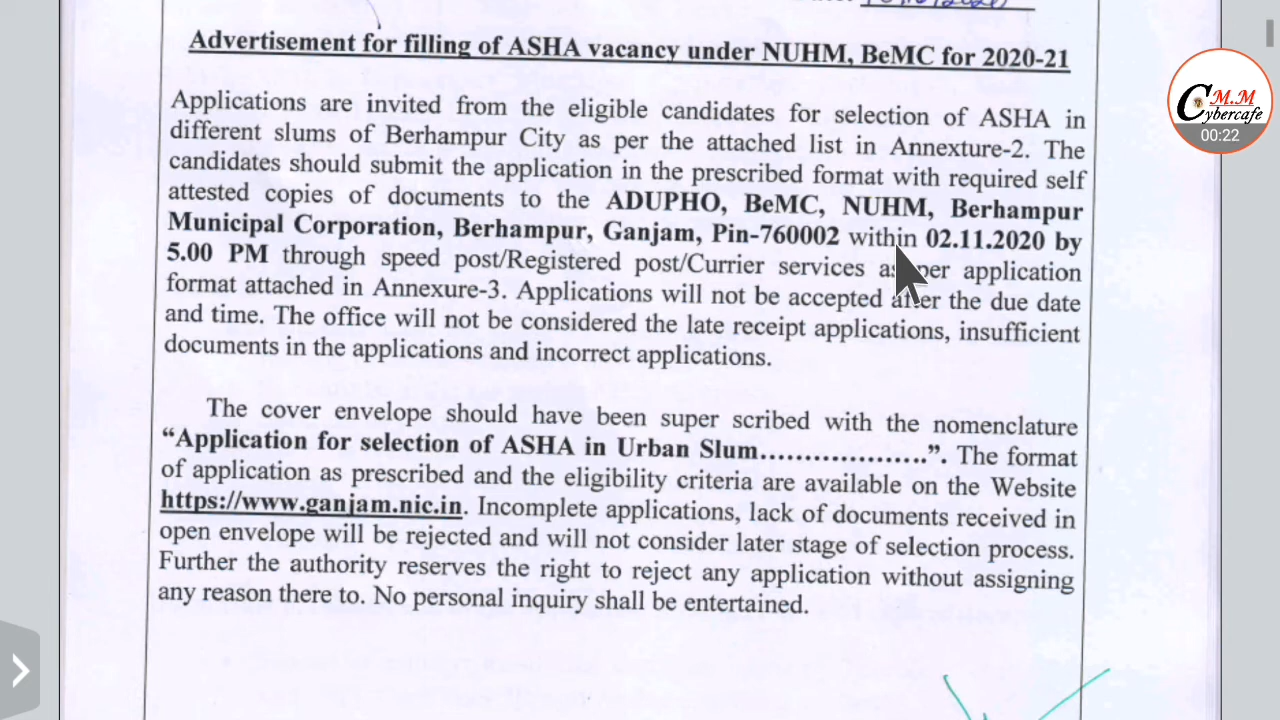 Advertisement for filling of ASHA vacancy under NUHM, BeMC for 2020-21
Applications are invited from the eligible candidates for selection of ASHA in
different slums of Berhampur City as per the attached list in Annexture-2. The
candidates should submit the application in the prescribed format with required self
attested copies of documents to the ADUPHO, BeMC, NUHM, Berhampur
Municipal Corporation, Berhampur, Ganjam, Pin-760002 within 02.11.2020 by
5.00 PM through speed post/Registered post/Currier services as per application
format attached in Annexure-3. Applications will not be accepted after the due date
and time. The office will not be considered the late receipt applications, insufficient
documents in the applications and incorrect applications.
The cover envelope should have been super scribed with the nomenclature
“Application for selection of ASHA in Urban Slum...................”. The format
of application as prescribed and the eligibility criteria are available on the Website
https://www.ganjam.nic.in. Incomplete applications, lack of documents received in
open envelope will be rejected and will not consider later stage of selection process.
Further the authority reserves the right to reject any application without assigning
any reason there to. No personal inquiry shall be entertained.
M.M
Cybercafe
00:22